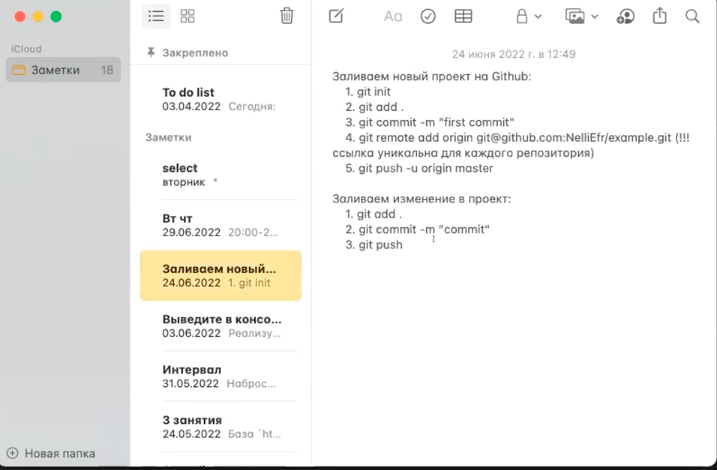 iCloud
Заметки 18
Новая папка
Закреплено
To do list
03.04.2022 Сегодня:
Заметки
select
вторник *
Вт чт
29.06.2022 20:00-2...
Заливаем новый...
24.06.2022 1. git init
Выведите в консо...
03.06.2022 Реализу...
Интервал
31.05.2022 Наброс...
3 занятия
24.05.2022 База `ht...
Aa
24 июня 2022 г. в 12:49
Заливаем новый проект на Github:
1. git init
2. git add .
3. git commit -m "first commit"
4. git remote add origin git@github.com:NelliEfr/example.git (!!!
ссылка уникальна для каждого репозитория)
5. git push -u origin master
Заливаем изменение в проект:
1. git add .
2. git commit -m "commit"
3. git push